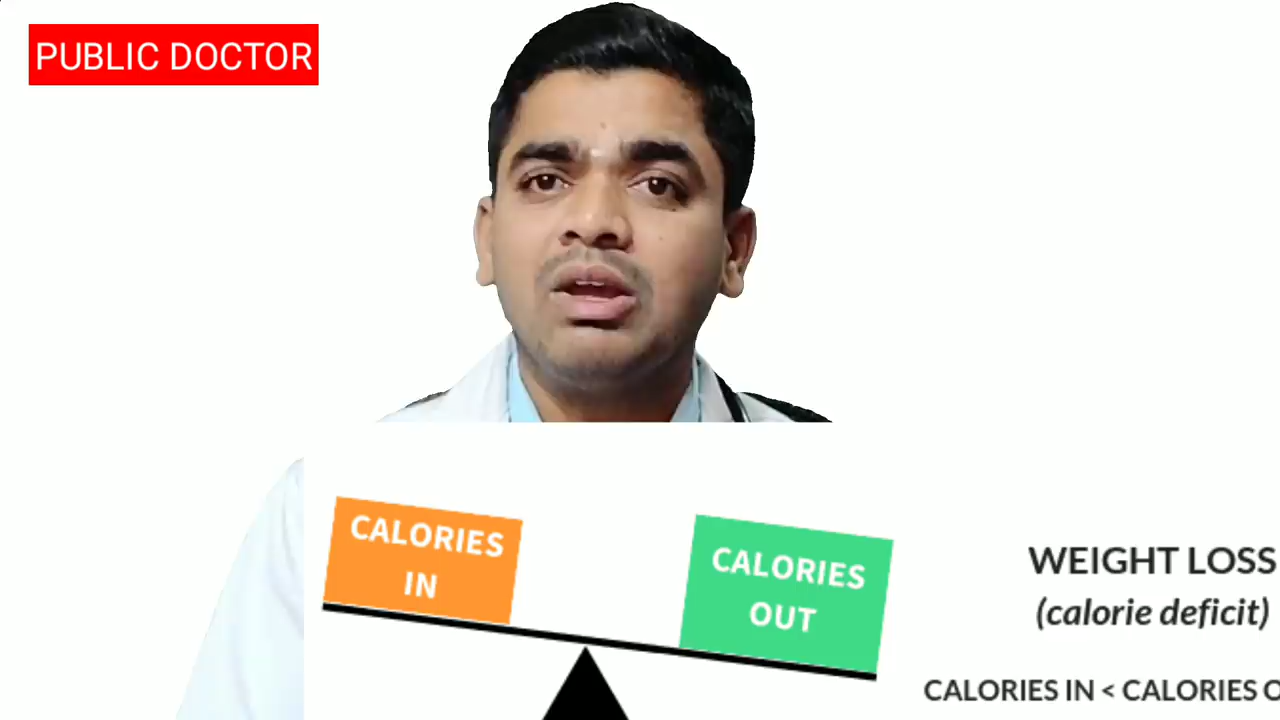 PUBLIC DOCTOR
CALORIES
IN
CALORIES
OUT
WEIGHT LOSS
(calorie deficit)
CALORIES IN < CALORIES O